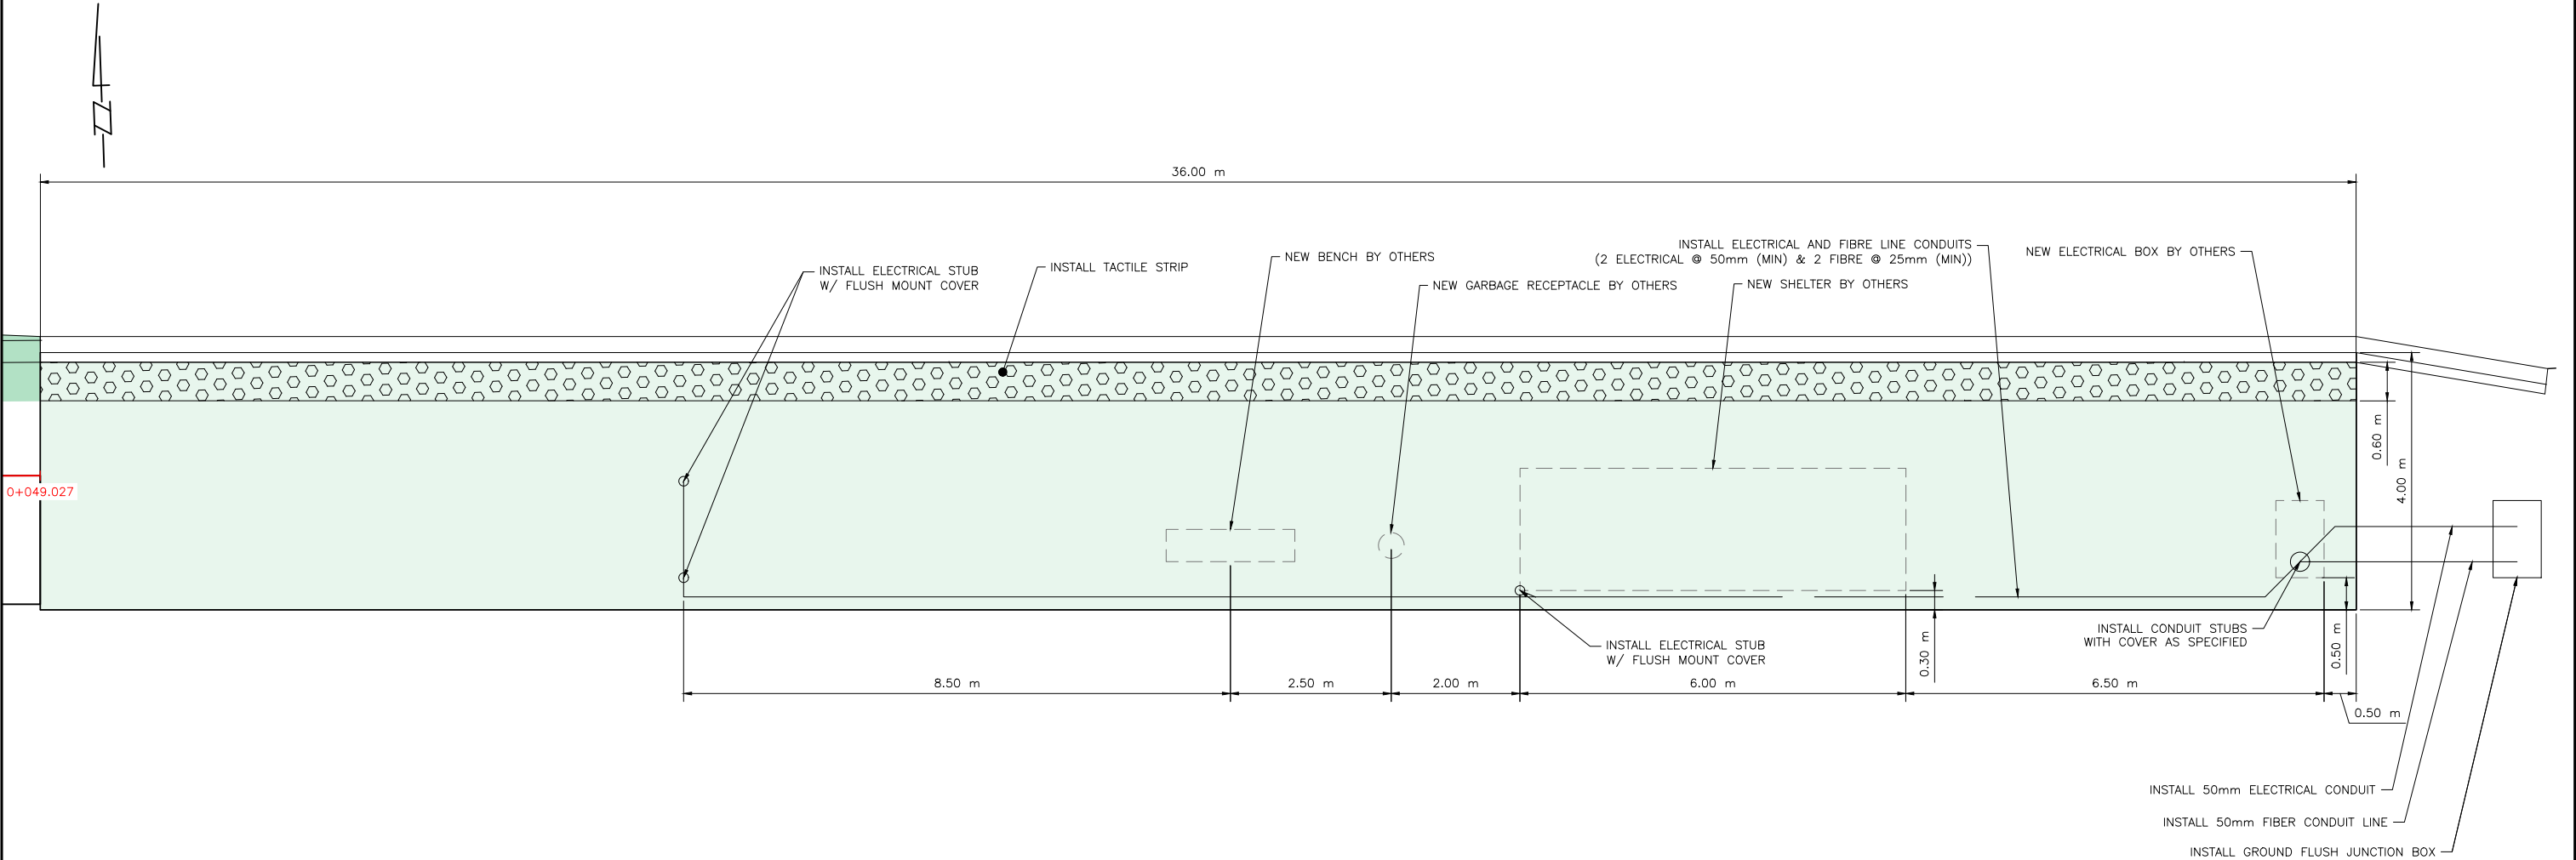 N
36.00 m
INSTALL ELECTRICAL AND FIBRE LINE CONDUITS
(2 ELECTRICAL @ 50mm (MIN) & 2 FIBRE @ 25mm (MIN))
NEW ELECTRICAL BOX BY OTHERS
NEW BENCH BY OTHERS
INSTALL TACTILE STRIP
INSTALL ELECTRICAL STUB
W/ FLUSH MOUNT COVER
NEW GARBAGE RECEPTACLE BY OTHERS
NEW SHELTER BY OTHERS
0.60 m
4.00 m
0+049.027
INSTALL CONDUIT STUBS
WITH COVER AS SPECIFIED
INSTALL ELECTRICAL STUB
W/ FLUSH MOUNT COVER
0.30 m
0.50 m
8.50 m
2.50 m
2.00 m
6.00 m
6.50 m
0.50 m
INSTALL 50mm ELECTRICAL CONDUIT
INSTALL 50mm FIBER CONDUIT LINE
INSTALL GROUND FLUSH JUNCTION BOX